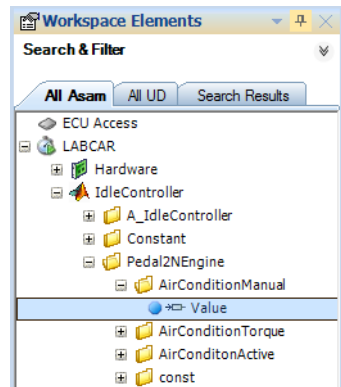 Workspace Elements
Search & Filter
All Asam All UD Search Results
ECU Access
LABCAR
Hardware
IdleController
A_IdleController
Constant
Pedal2NEngine
AirConditionManual
Value
AirConditionTorque
AirConditonActive
const